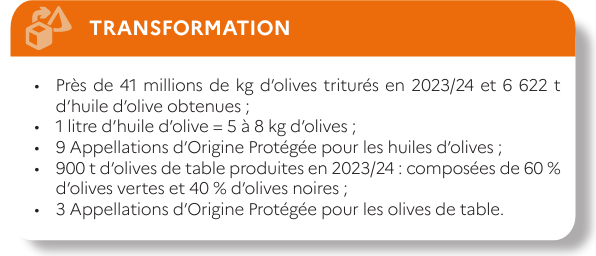 TRANSFORMATION
• Près de 41 millions de kg d’olives triturés en 2023/24 et 6 622 t
d’huile d’olive obtenues ;
• 1 litre d’huile d’olive = 5 à 8 kg d’olives ;
• 9 Appellations d’Origine Protégée pour les huiles d’olives ;
• 900 t d’olives de table produites en 2023/24 : composées de 60 %
d’olives vertes et 40 % d’olives noires ;
• 3 Appellations d’Origine Protégée pour les olives de table.